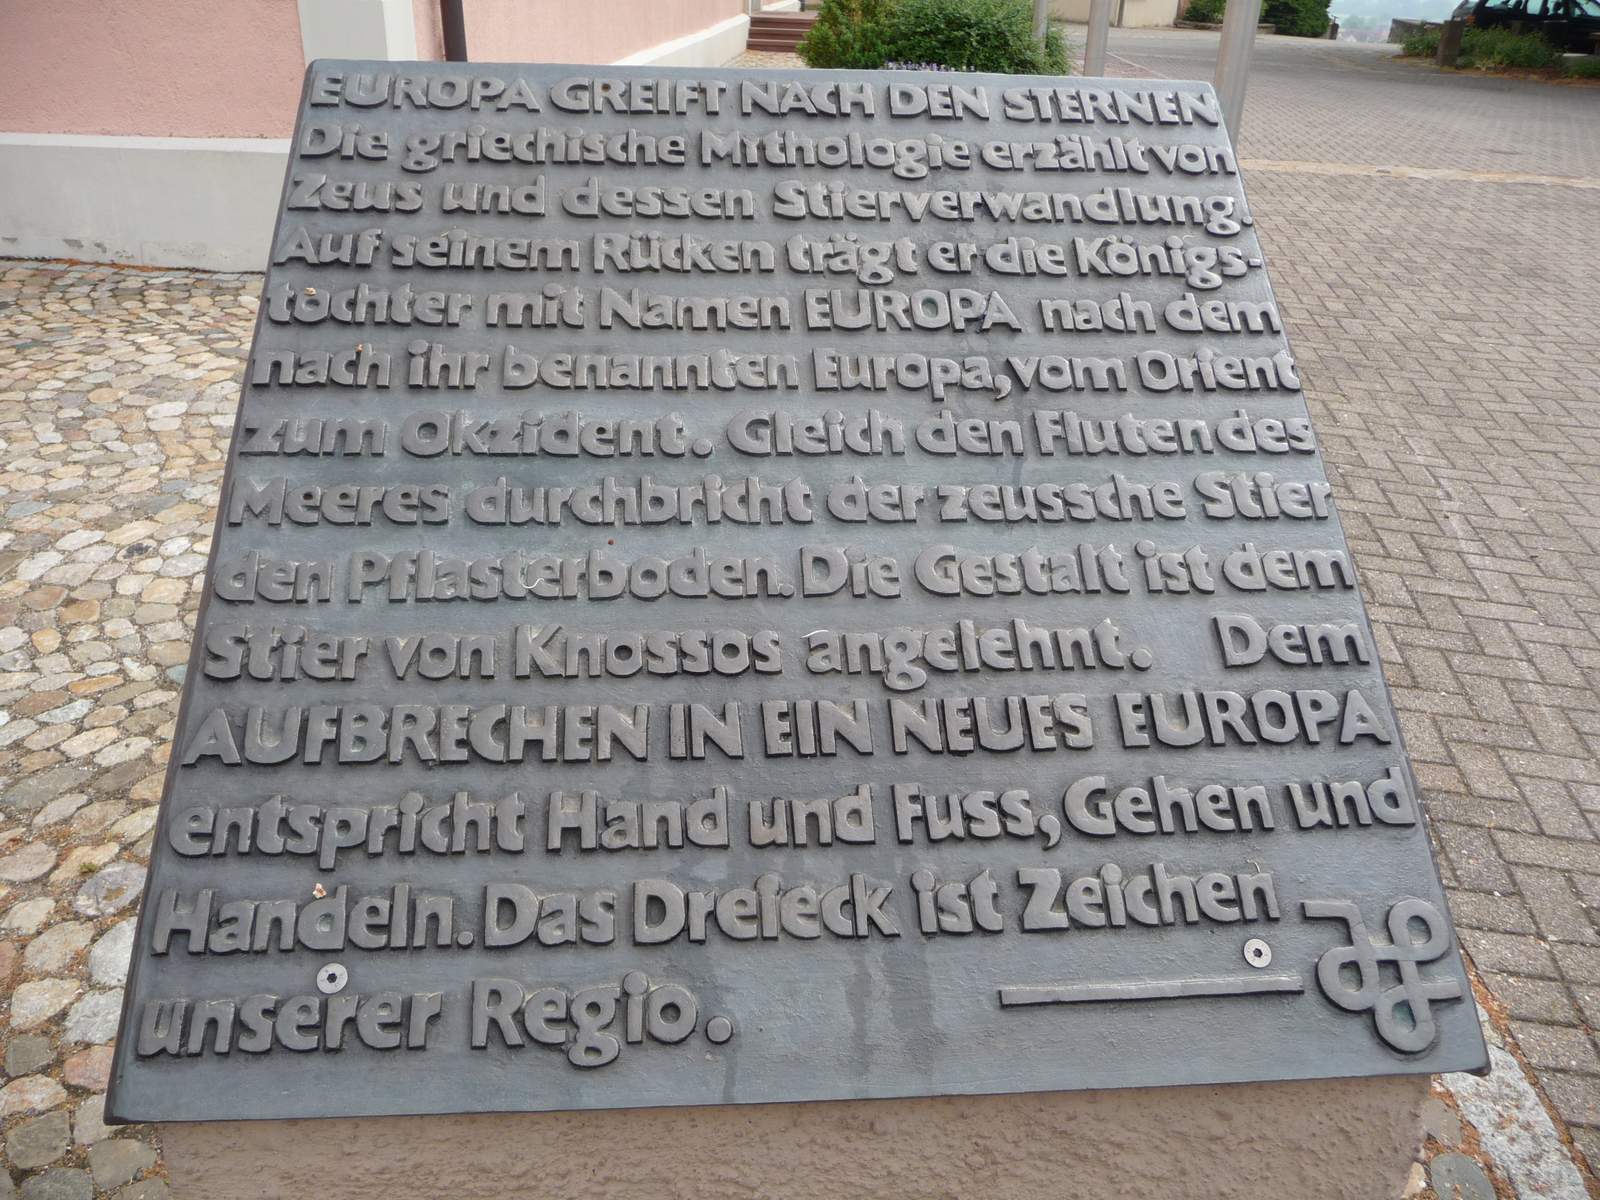 EUROPA GREIFT NACH DEN STERNEN
Die griechische Mythologie erzählt von
Zeus und dessen Stierverwandlung.
Auf seinem Rücken trägt er die Königs-
tochter mit Namen EUROPA nach dem
nach ihr benannten Europa, vom Orient
zum Okzident. Gleich den Fluten des
Meeres durchbricht der zeussche Stier
den Pflasterboden. Die Gestalt ist dem
Stier von Knossos angelehnt. Dem
AUFBRECHEN IN EIN NEUES EUROPA
entspricht Hand und Fuss, Gehen und
Handeln. Das Dreieck ist Zeichen
unserer Regio.